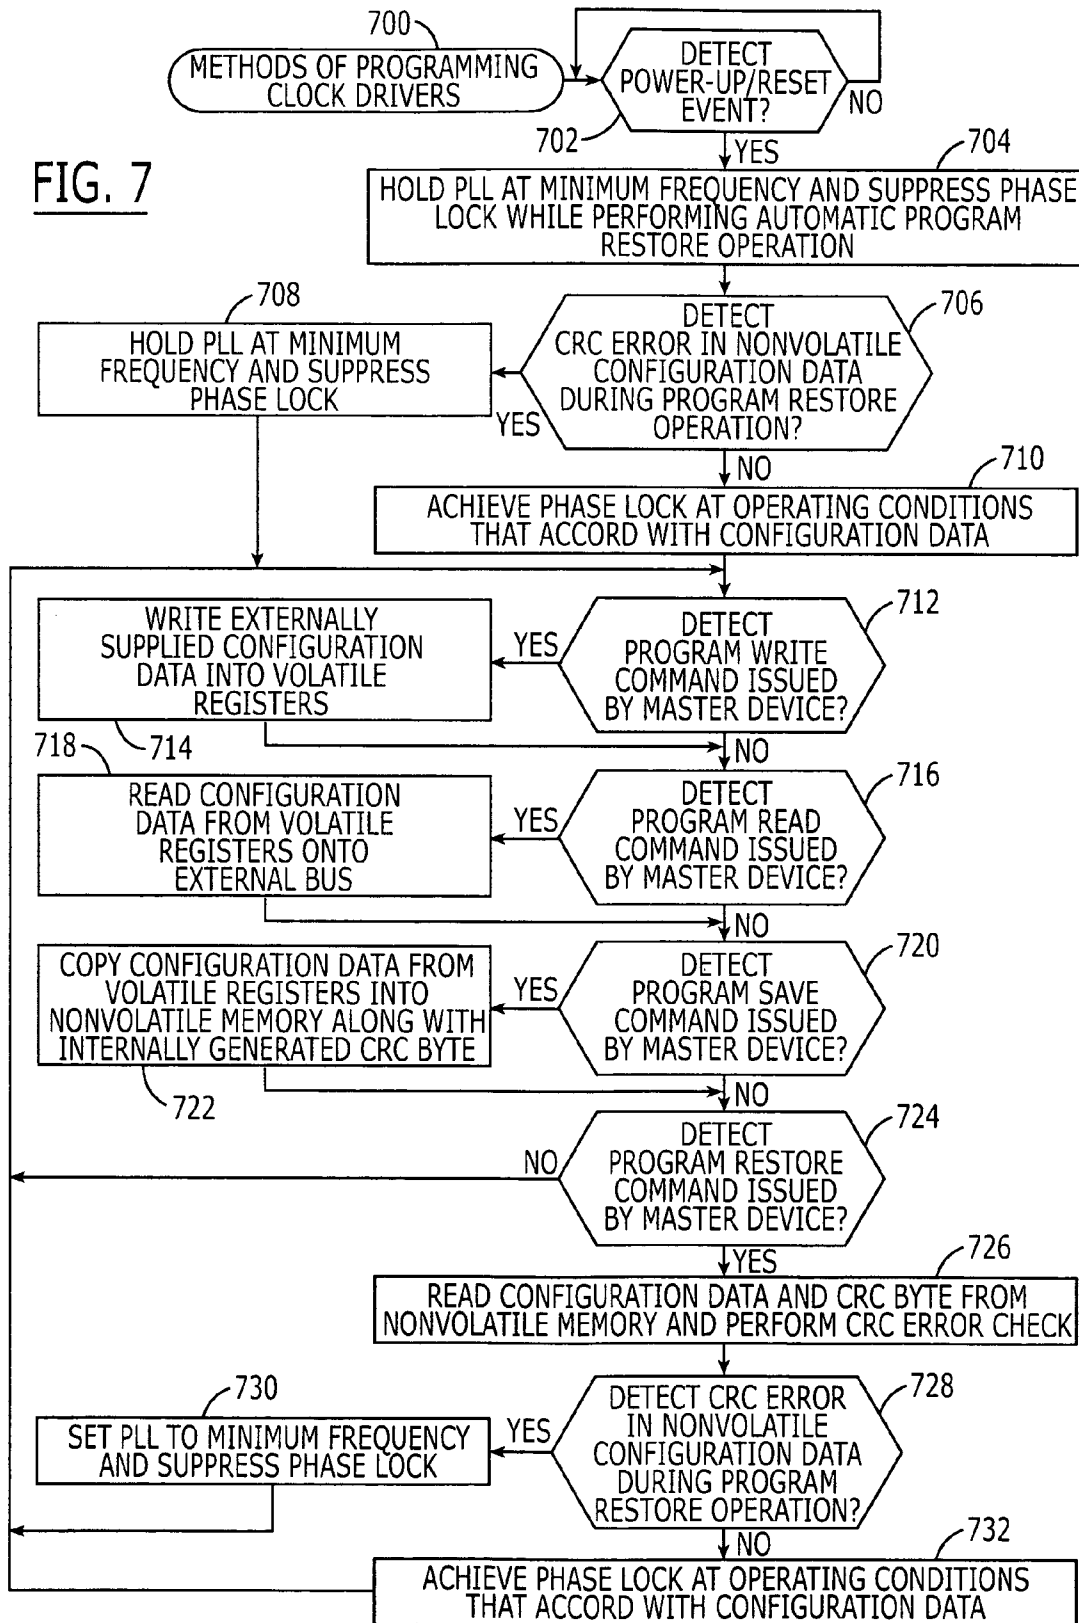 700
METHODS OF PROGRAMMING
CLOCK DRIVERS
DETECT
POWER-UP/RESET
EVENT?
NO
702
YES
704
FIG. 7
HOLD PLL AT MINIMUM FREQUENCY AND SUPPRESS PHASE
LOCK WHILE PERFORMING AUTOMATIC PROGRAM
RESTORE OPERATION
708
HOLD PLL AT MINIMUM
FREQUENCY AND SUPPRESS
PHASE LOCK
706
DETECT
CRC ERROR IN NONVOLATILE
CONFIGURATION DATA
DURING PROGRAM RESTORE
OPERATION?
YES
NO
710
ACHIEVE PHASE LOCK AT OPERATING CONDITIONS
THAT ACCORD WITH CONFIGURATION DATA
712
DETECT
PROGRAM WRITE
COMMAND ISSUED
BY MASTER DEVICE?
YES
WRITE EXTERNALLY
SUPPLIED CONFIGURATION
DATA INTO VOLATILE
REGISTERS
714
NO
718
716
DETECT
PROGRAM READ
COMMAND ISSUED
BY MASTER DEVICE?
YES
READ CONFIGURATION
DATA FROM VOLATILE
REGISTERS ONTO
EXTERNAL BUS
NO
720
DETECT
PROGRAM SAVE
COMMAND ISSUED
BY MASTER DEVICE?
YES
COPY CONFIGURATION DATA FROM
VOLATILE REGISTERS INTO
NONVOLATILE MEMORY ALONG WITH
INTERNALLY GENERATED CRC BYTE
722
NO
724
DETECT
PROGRAM RESTORE
COMMAND ISSUED
BY MASTER DEVICE?
NO
YES
726
READ CONFIGURATION DATA AND CRC BYTE FROM
NONVOLATILE MEMORY AND PERFORM CRC ERROR CHECK
728
DETECT CRC ERROR
IN NONVOLATILE
CONFIGURATION DATA
DURING PROGRAM
RESTORE OPERATION?
YES
730
SET PLL TO MINIMUM FREQUENCY
AND SUPPRESS PHASE LOCK
NO
732
ACHIEVE PHASE LOCK AT OPERATING CONDITIONS
THAT ACCORD WITH CONFIGURATION DATA